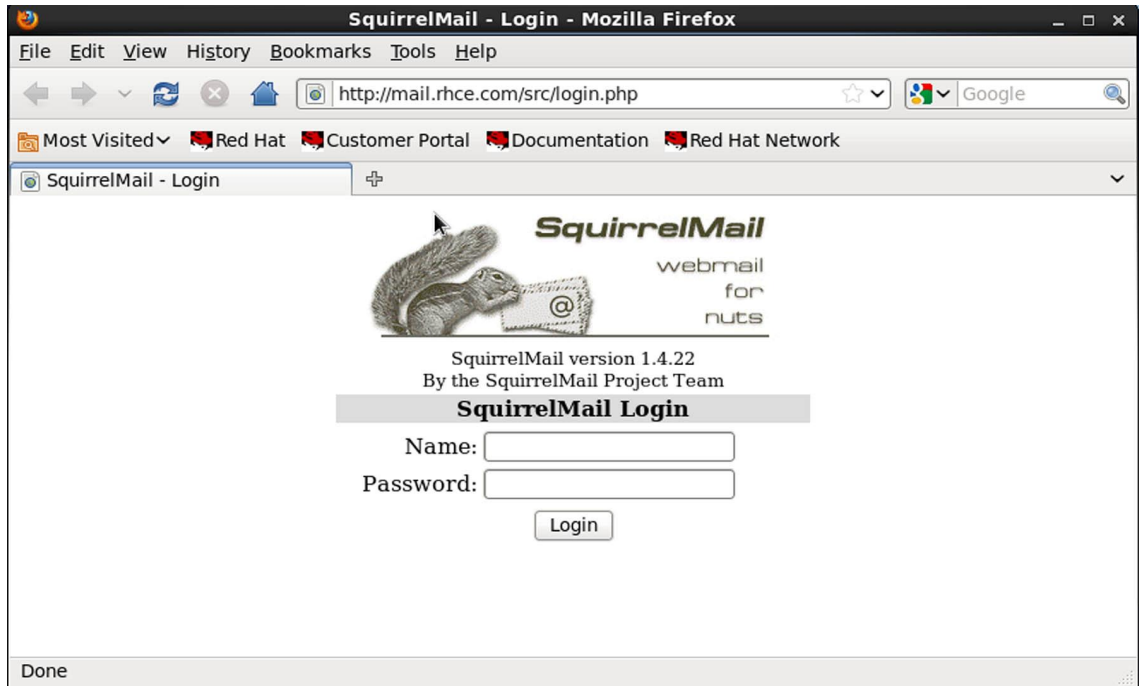 SquirrelMail - Login - Mozilla Firefox
File Edit View History Bookmarks Tools Help
http://mail.rhce.com/src/login.php Google
Most Visited Red Hat Customer Portal Documentation Red Hat Network
SquirrelMail - Login
SquirrelMail
webmail
for
nuts
@
SquirrelMail version 1.4.22
By the SquirrelMail Project Team
SquirrelMail Login
Name:
Password:
Login
Done